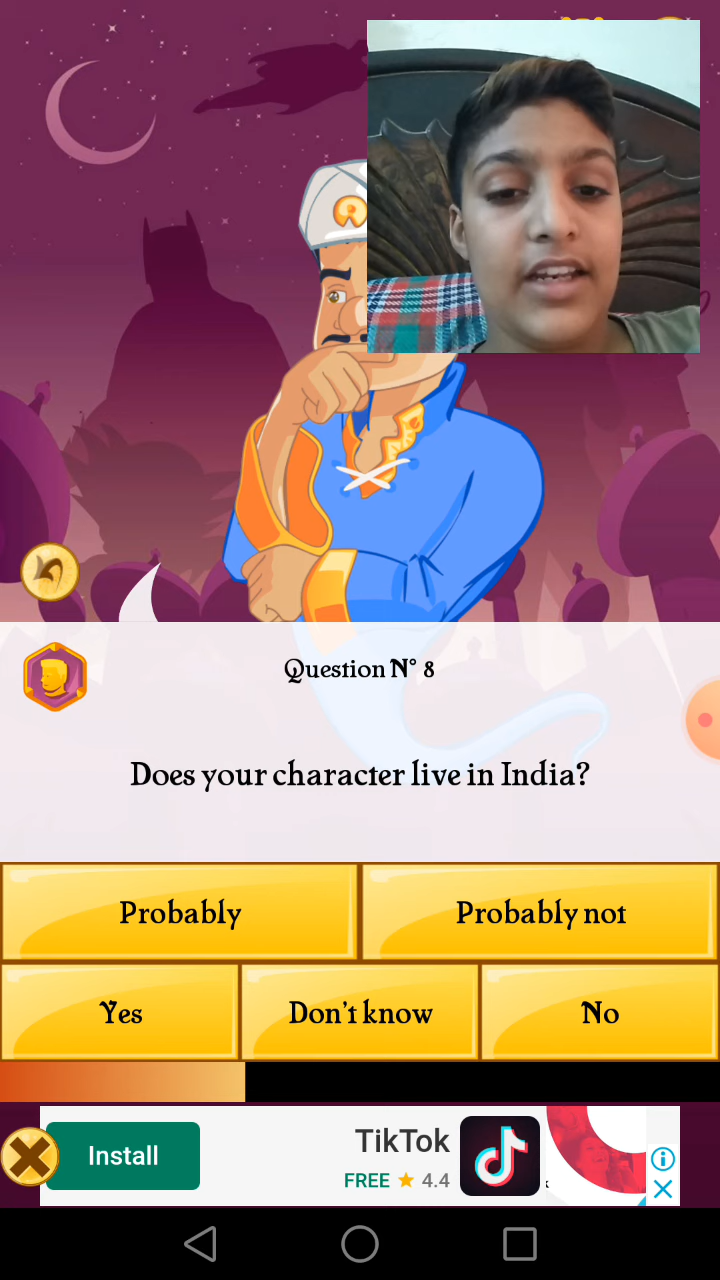 Question N° 8
Does your character live in India?
Probably
Probably not
Yes
Don't know
No
Install
TikTok
FREE ★ 4.4